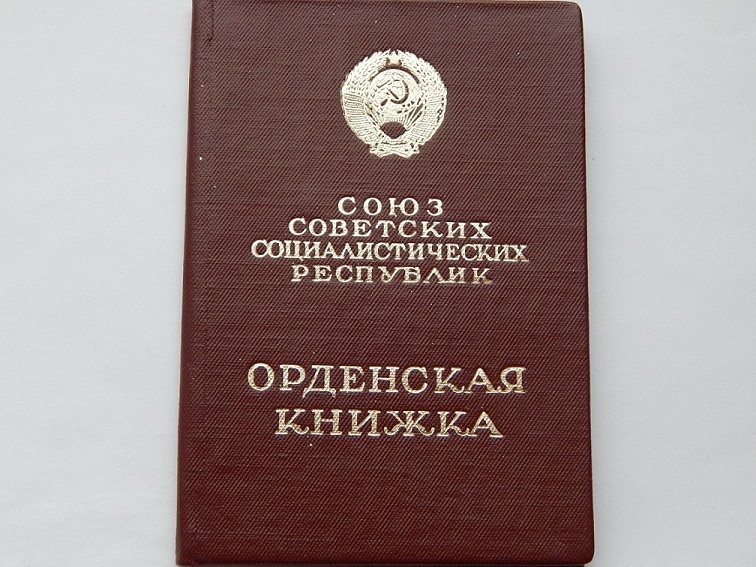 СОЮЗ
СОВЕТСКИХ
СОЦИАЛИСТИЧЕСКИХ
РЕСПУБЛИК
ОРДЕНСКАЯ
КНИЖКА